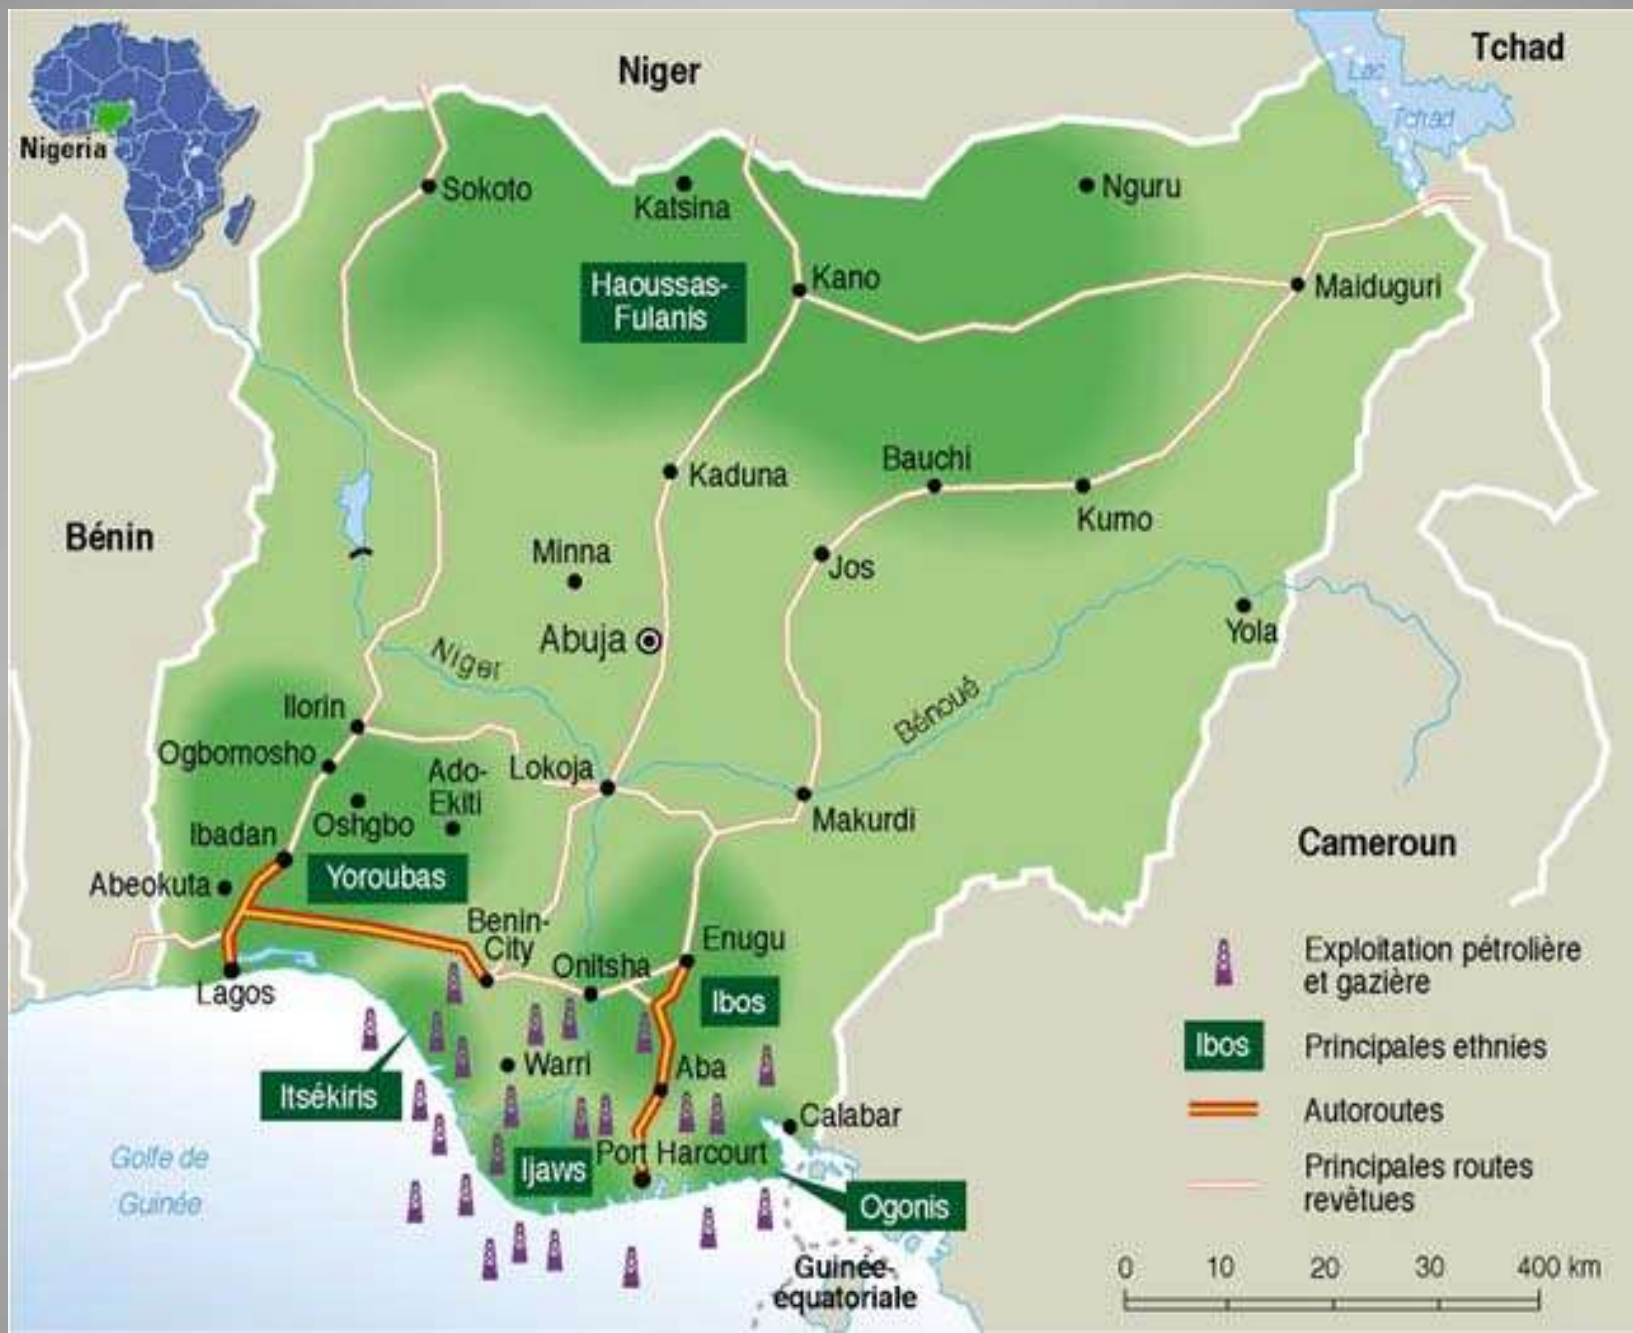 Niger
Tchad
Lac
Tchad
Nigeria
Sokoto
Katsina
Nguru
Haoussas-
Fulanis
Kano
Maiduguri
Kaduna
Bauchi
Kumo
Bénin
Minna
Jos
Abuja
Niger
Yola
Bénoué
Ilorin
Ogbomosho
Ado-
Ekiti
Lokoja
Oshgbo
Makurdi
Ibadan
Yoroubas
Abeokuta
Cameroun
Benin-
City
Enugu
Onitsha
Lagos
Ibos
Warri
Aba
Itsékiris
Calabar
Port Harcourt
Ijaws
Ogonis
Golfe de
Guinée
Guinée-
équatoriale
Exploitation pétrolière
et gazière
Ibos
Principales ethnies
Autoroutes
Principales routes
revêtues
0 10 20 30 400 km